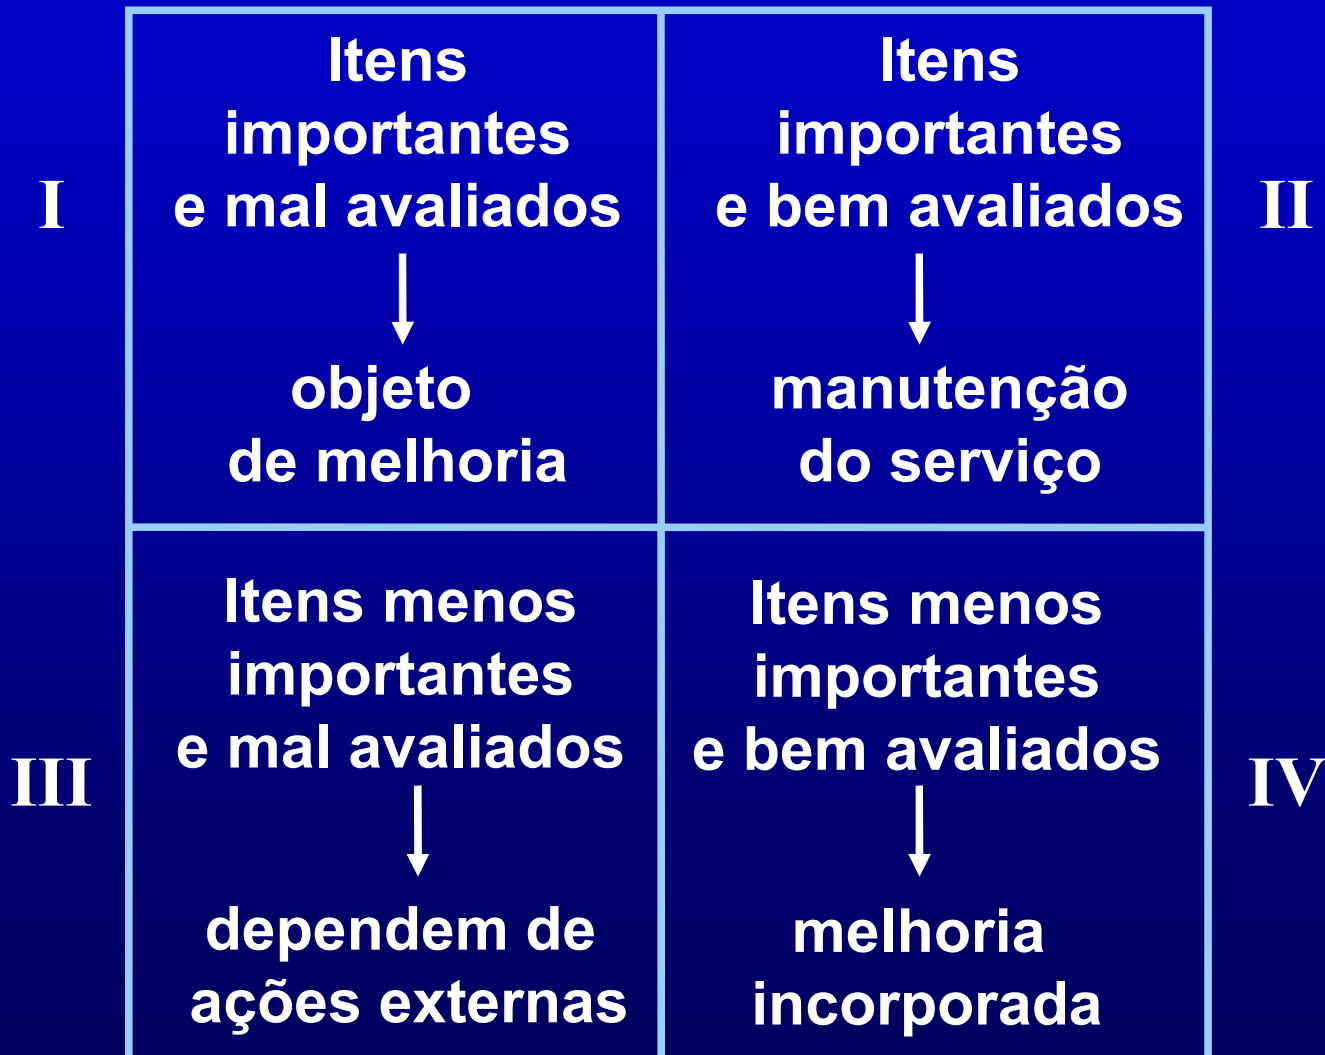 I
Itens
importantes
e mal avaliados
objeto
de melhoria
Itens
importantes
e bem avaliados
manutenção
do serviço
II
III
Itens menos
importantes
e mal avaliados
dependem de
ações externas
Itens menos
importantes
e bem avaliados
melhoria
incorporada
IV